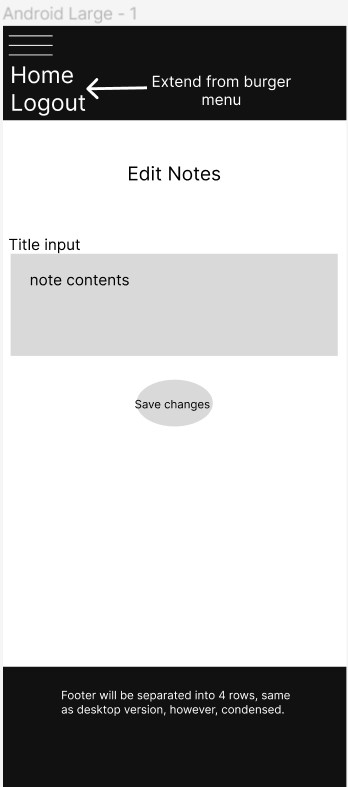 Android Large - 1
Home
Logout
Extend from burger
menu
Edit Notes
Title input
note contents
Save changes
Footer will be separated into 4 rows, same
as desktop version, however, condensed.